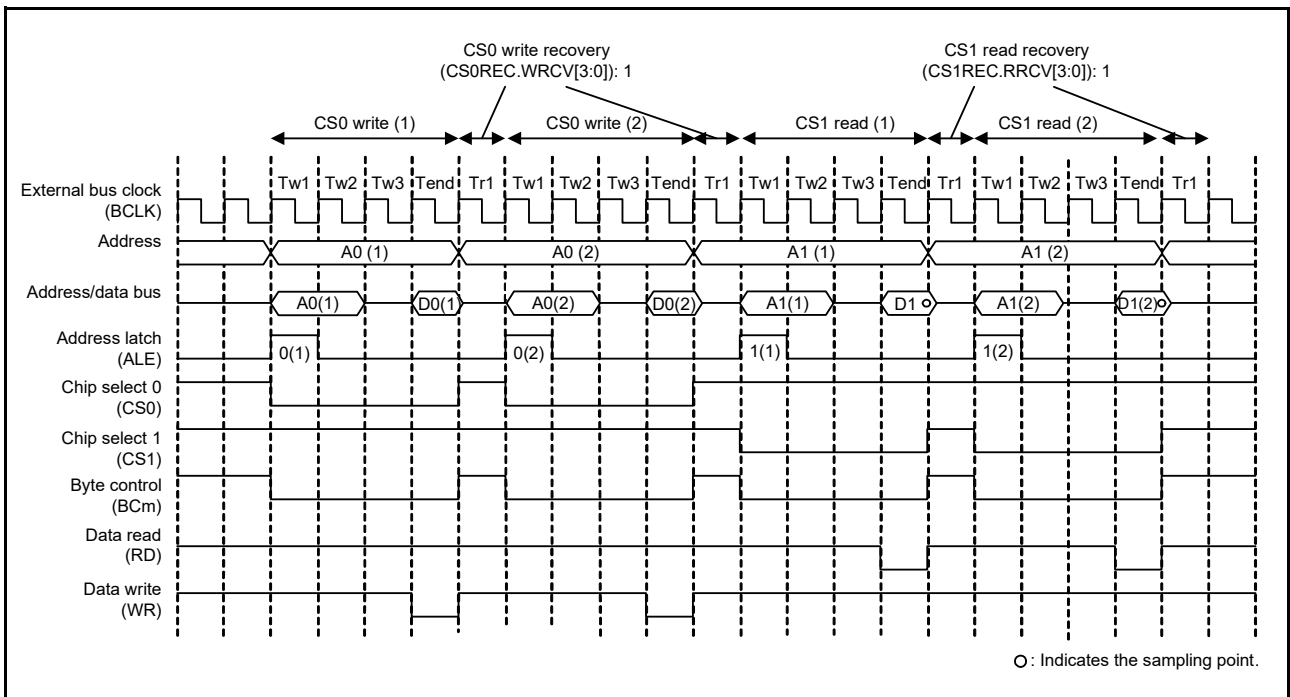 CS0 write recovery
(CS0REC.WRCV[3:0]): 1
CS1 read recovery
(CS1REC.RRCV[3:0]): 1
CS0 write (1)
CS0 write (2)
CS1 read (1)
CS1 read (2)
Tw1 Tw2 Tw3 Tend Tr1 Tw1 Tw2 Tw3 Tend Tr1 Tw1 Tw2 Tw3 Tend Tr1 Tw1 Tw2 Tw3 Tend Tr1
External bus clock
(BCLK)
Address A0 (1) A0 (2) A1 (1) A1 (2)
Address/data bus A0(1) D0(1) A0(2) D0(2) A1(1) D1 A1(2) D1(2)
Address latch
(ALE) 0(1) 0(2) 1(1) 1(2)
Chip select 0
(CS0)
Chip select 1
(CS1)
Byte control
(BCm)
Data read
(RD)
Data write
(WR)
: Indicates the sampling point.